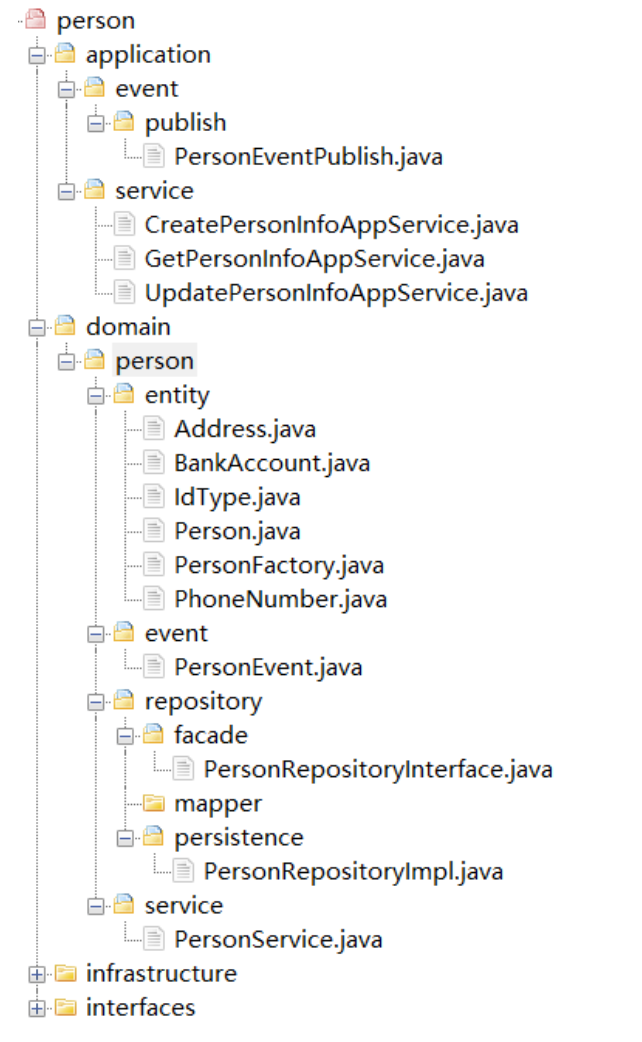 person
application
event
publish
PersonEventPublish.java
service
CreatePersonInfoAppService.java
GetPersonInfoAppService.java
UpdatePersonInfoAppService.java
domain
person
entity
Address.java
BankAccount.java
IdType.java
Person.java
PersonFactory.java
PhoneNumber.java
event
PersonEvent.java
repository
facade
PersonRepositoryInterface.java
mapper
persistence
PersonRepositoryImpl.java
service
PersonService.java
infrastructure
interfaces